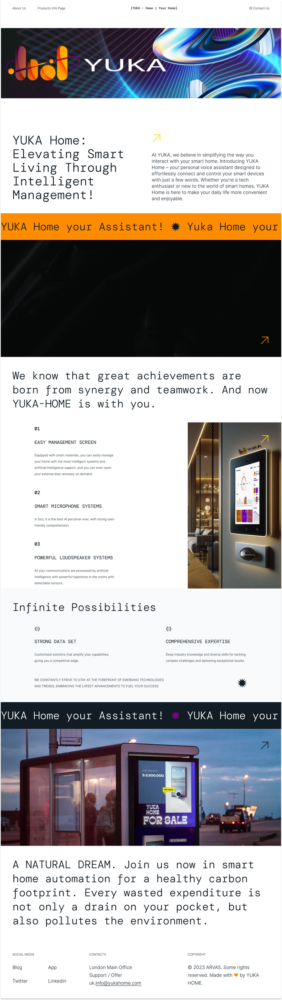 About Us
Products Info Page
{YUKA - Home | Your Home}
@ Contact Us
YUKA
YUKA Home:
Elevating Smart
Living Through
Intelligent
Management!
At YUKA, we believe in simplifying the way you
interact with your smart home. Introducing YUKA
Home – your personal voice assistant designed to
effortlessly connect and control your smart devices
with just a few words. Whether you're a tech
enthusiast or new to the world of smart homes, YUKA
Home is here to make your daily life more convenient
and enjoyable.
YUKA Home your Assistant! ✹ Yuka Home your
We know that great achievements are
born from synergy and teamwork. And now
YUKA-HOME is with you.
01
EASY MANAGEMENT SCREEN
Equipped with smart materials, you can easily manage
your home with the most intelligent systems and
artificial intelligence support, and you can even open
your external door remotely on demand.
02
SMART MICROPHONE SYSTEMS
In fact, it is the best AI perceiver ever, with strong user-
friendly comprehension.
03
POWERFUL LOUDSPEAKER SYSTEMS
All your communications are processed by artificial
intelligence with powerful huperlores in the rooms with
detectable sensors.
YUKA
Infinite Possibilities
STRONG DATA SET
Customized solutions that amplify your capabilities,
giving you a competitive edge.
COMPREHENSIVE EXPERTISE
Deep industry knowledge and diverse skills for tackling
complex challenges and delivering exceptional results.
WE CONSTANTLY STRIVE TO STAY AT THE FOREFRONT OF EMERGING TECHNOLOGIES
AND TRENDS, EMBRACING THE LATEST ADVANCEMENTS TO FUEL YOUR SUCCESS
YUKA Home your Assistant! ✹ YUKA Home your
connexxion
START PRICE FROM
$ 2.500.000
PRE-ORDER
YUKA
HOME
FOR SALE
AT A GLANCE
A NATURAL DREAM. Join us now in smart
home automation for a healthy carbon
footprint. Every wasted expenditure is
not only a drain on your pocket, but
also pollutes the environment.
SOCIAL MEDIA
Blog
App
Twitter
Linkedin
CONTACTS
London Main Office
Support / Offer
uk.info@yukahome.com
COPYRIGHT
© 2023 ARVAS. Some rights
reserved. Made with 🧡 by YUKA
HOME.